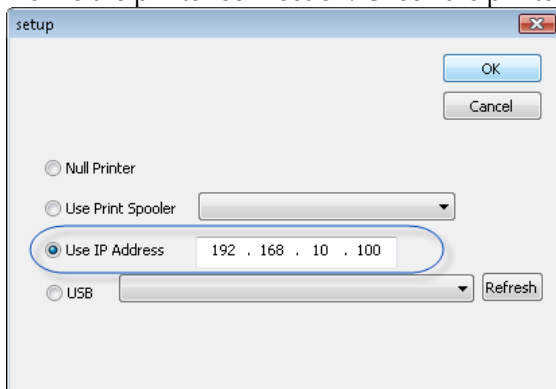 setup
OK
Cancel
Null Printer
Use Print Spooler
Use IP Address 192 . 168 . 10 . 100
USB Refresh